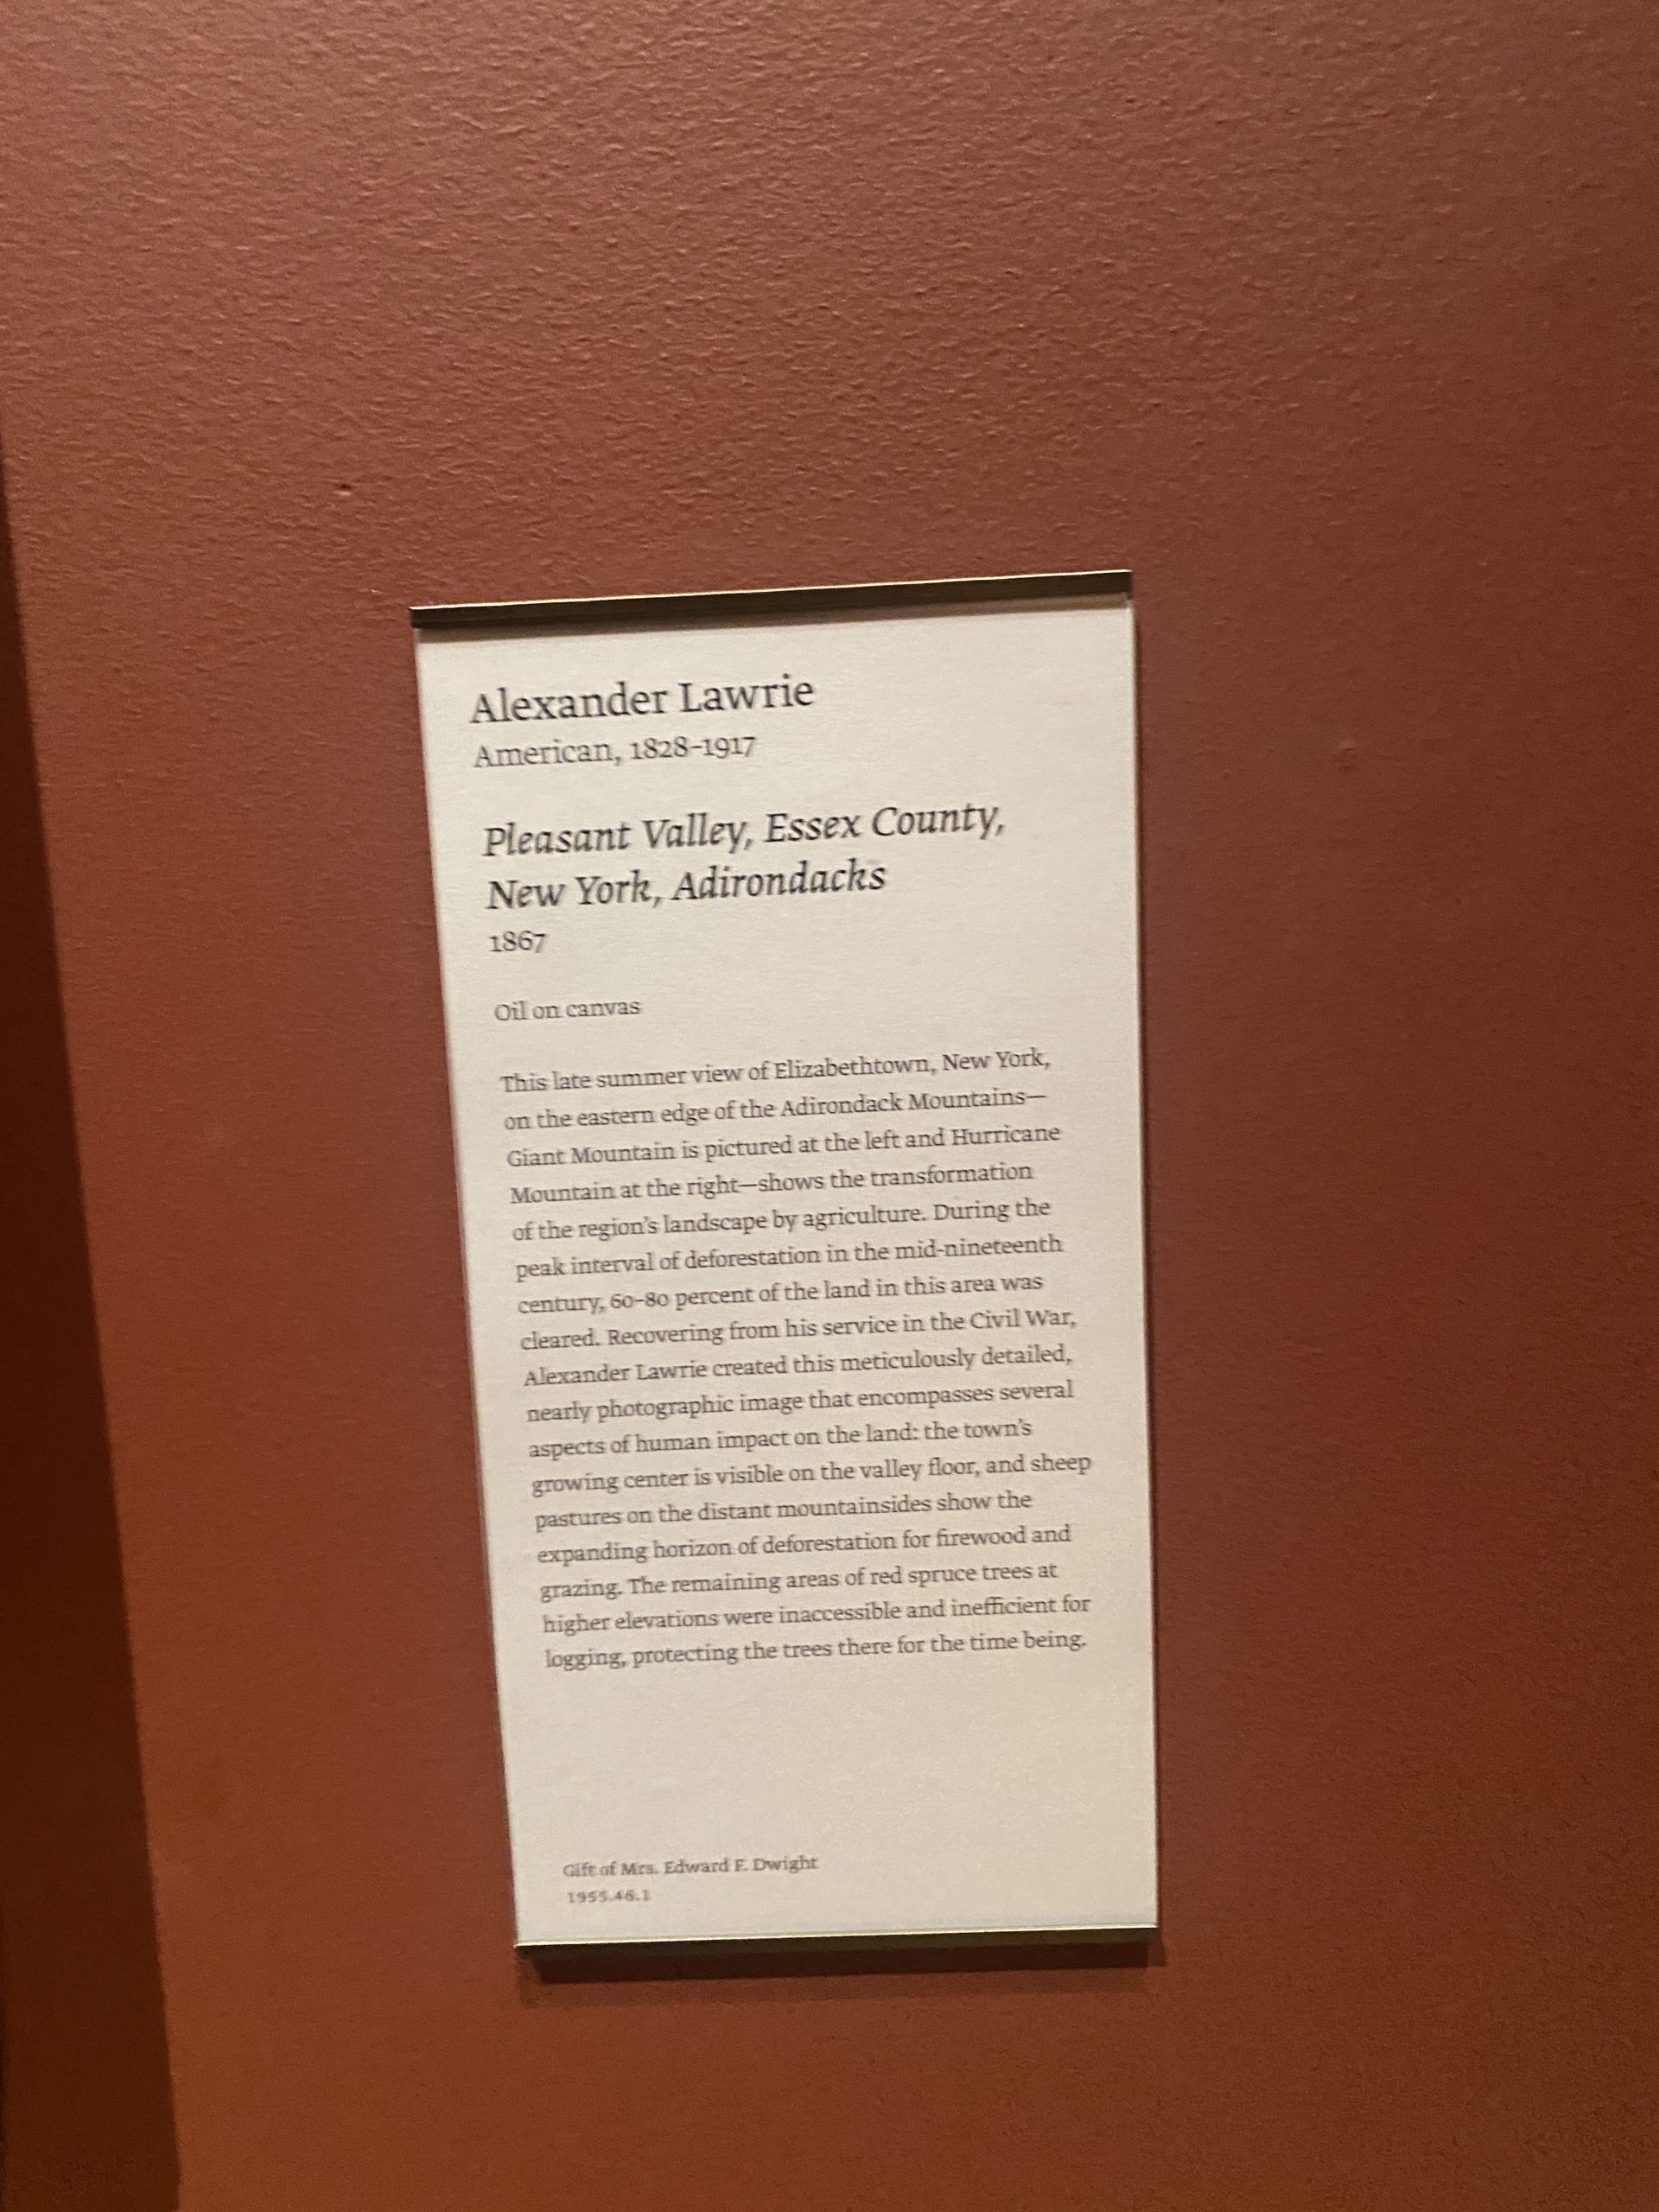 Alexander Lawrie
American, 1828–1917
Pleasant Valley, Essex County,
New York, Adirondacks
1867
Oil on canvas
This late summer view of Elizabethtown, New York,
on the eastern edge of the Adirondack Mountains—
Giant Mountain is pictured at the left and Hurricane
Mountain at the right—shows the transformation
of the region's landscape by agriculture. During the
peak interval of deforestation in the mid-nineteenth
century, 60–80 percent of the land in this area was
cleared. Recovering from his service in the Civil War,
Alexander Lawrie created this meticulously detailed,
nearly photographic image that encompasses several
aspects of human impact on the land: the town's
growing center is visible on the valley floor, and sheep
pastures on the distant mountainsides show the
expanding horizon of deforestation for firewood and
grazing. The remaining areas of red spruce trees at
higher elevations were inaccessible and inefficient for
logging, protecting the trees there for the time being.
Gift of Mrs. Edward F. Dwight
1955.46.1